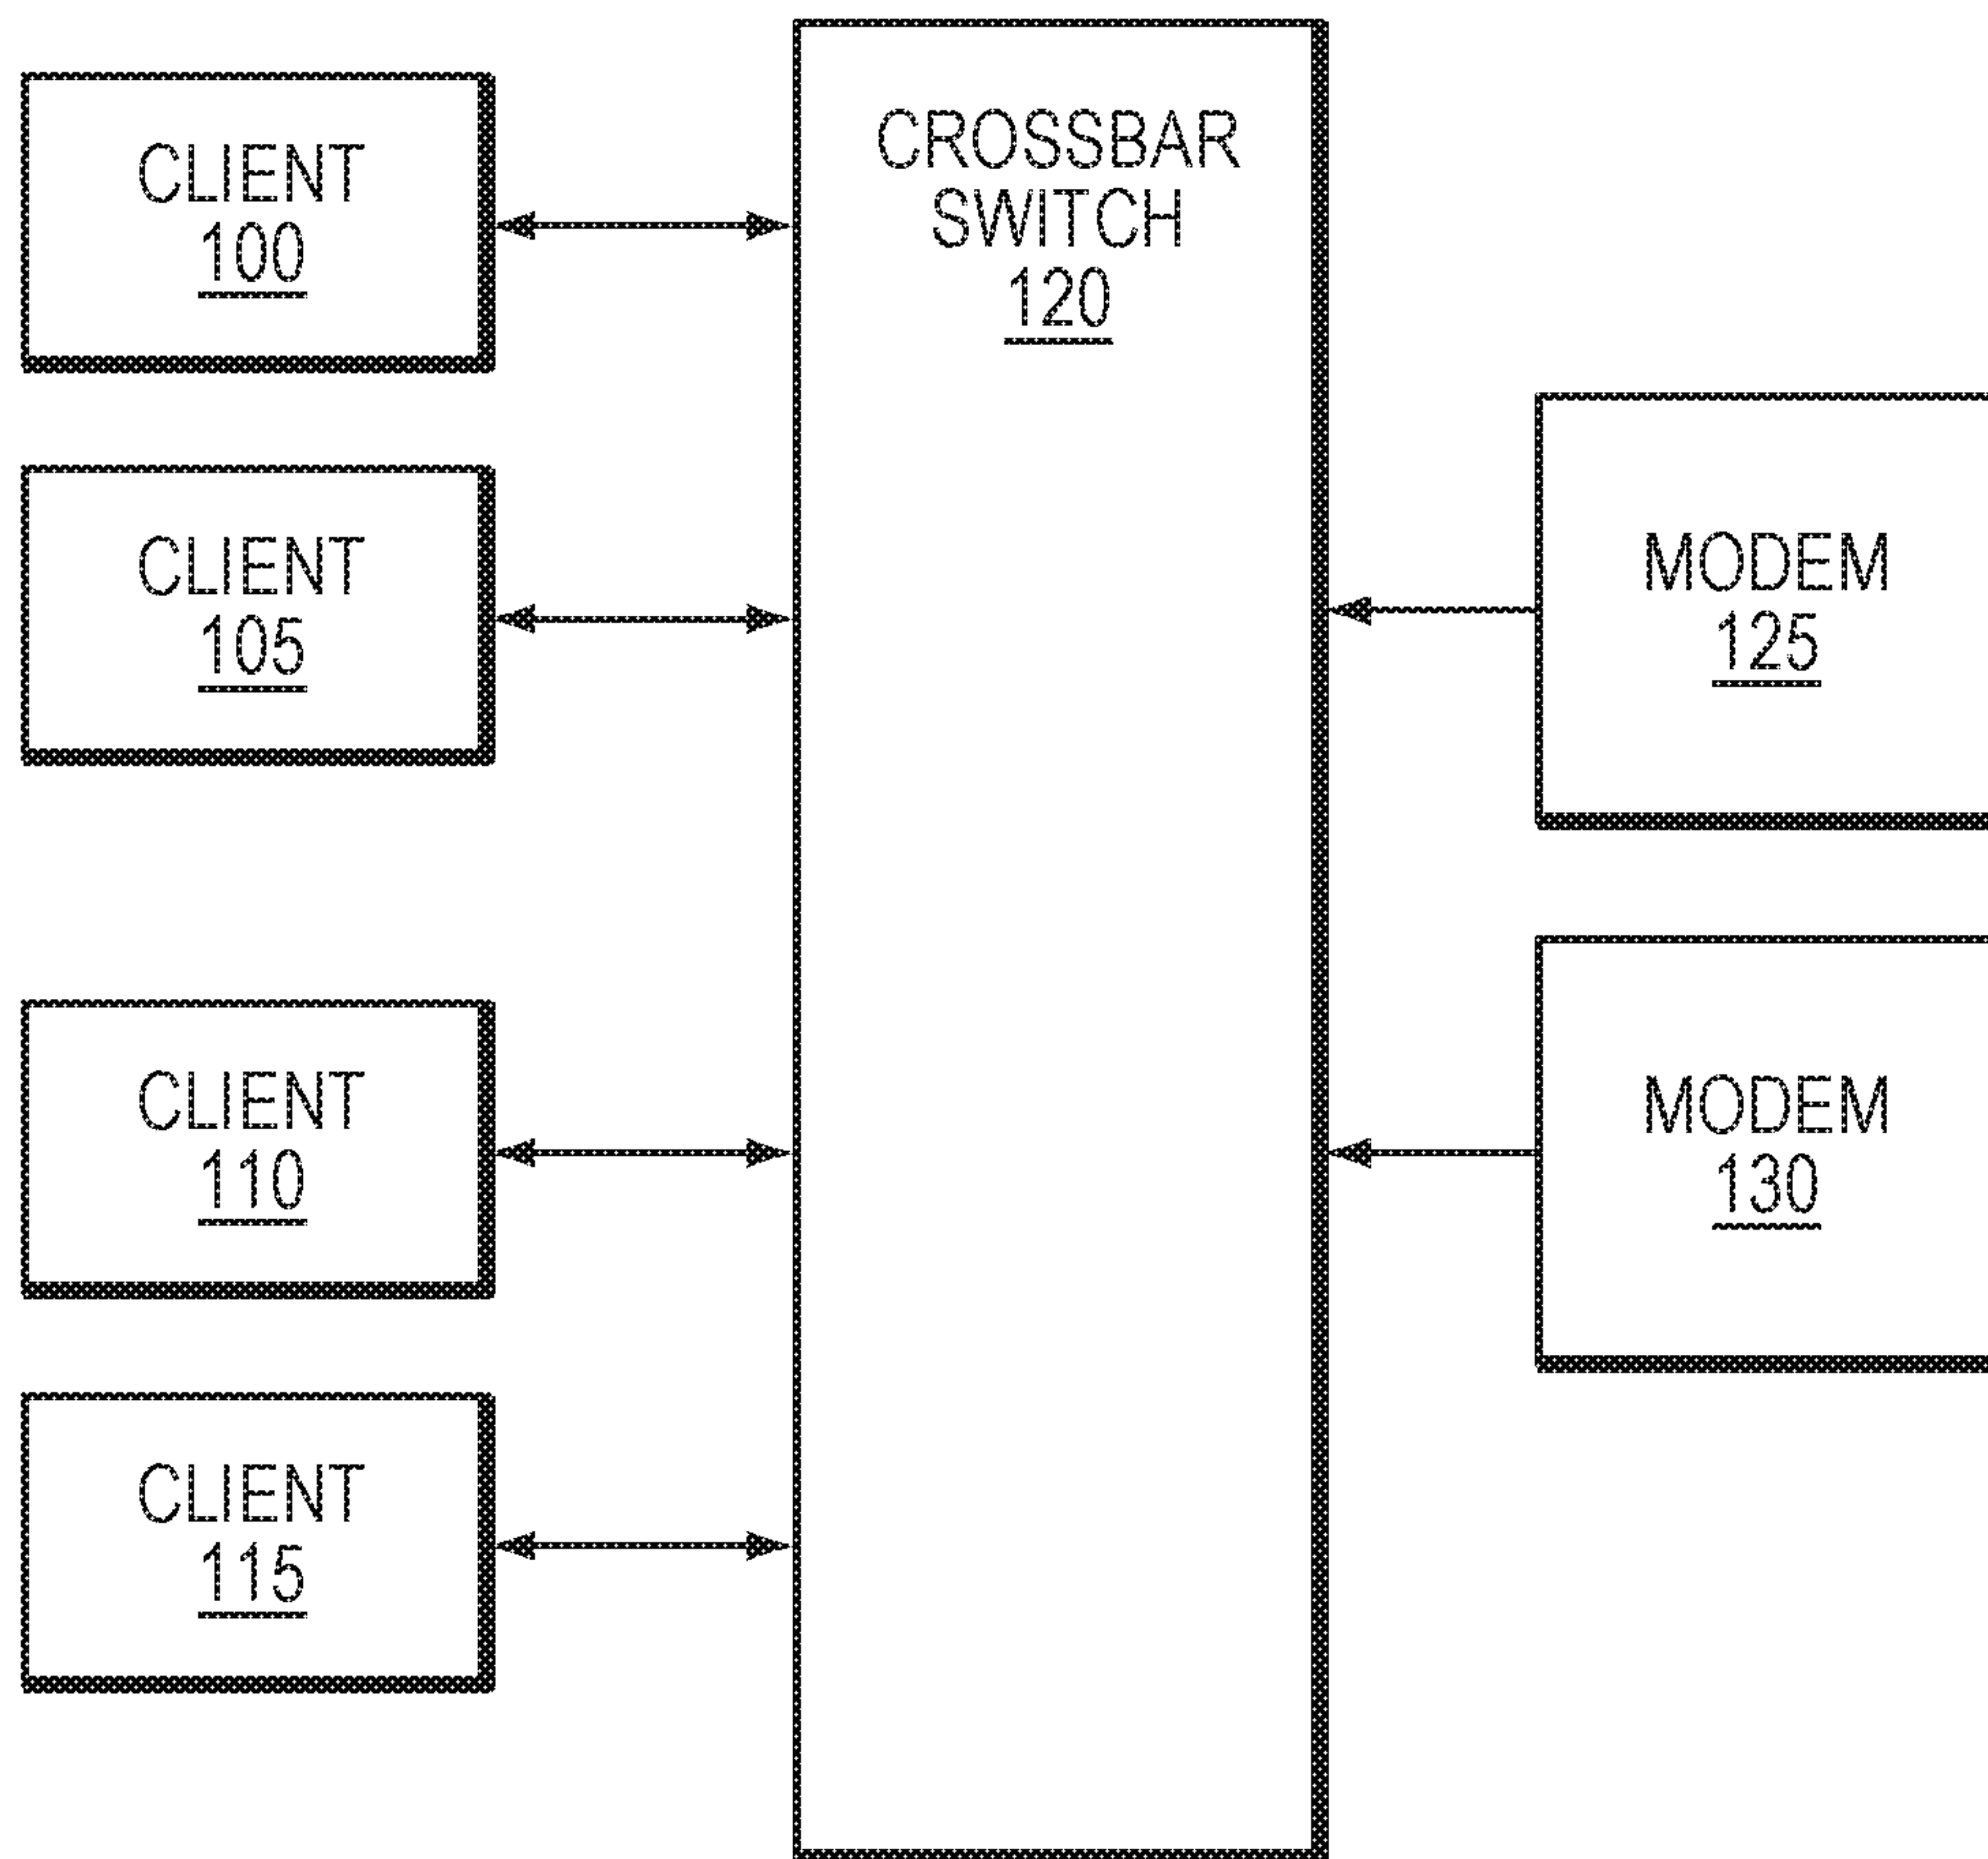 CLIENT
100
CLIENT
105
CLIENT
110
CLIENT
115
CROSSBAR
SWITCH
120
MODEM
125
MODEM
130